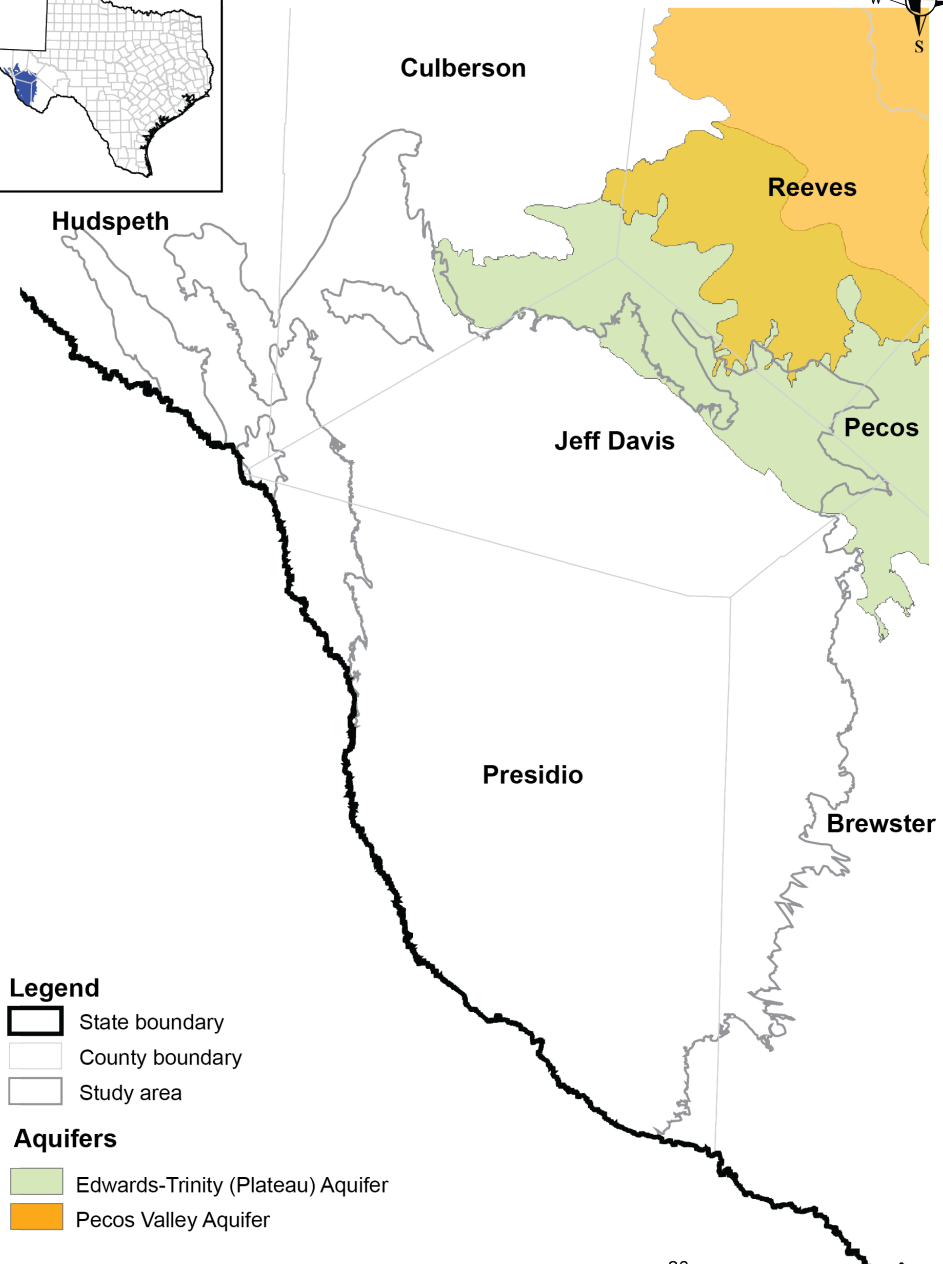 W
S
Culberson
Reeves
Hudspeth
Pecos
Jeff Davis
Presidio
Brewster
Legend
State boundary
County boundary
Study area
Aquifers
Edwards-Trinity (Plateau) Aquifer
Pecos Valley Aquifer